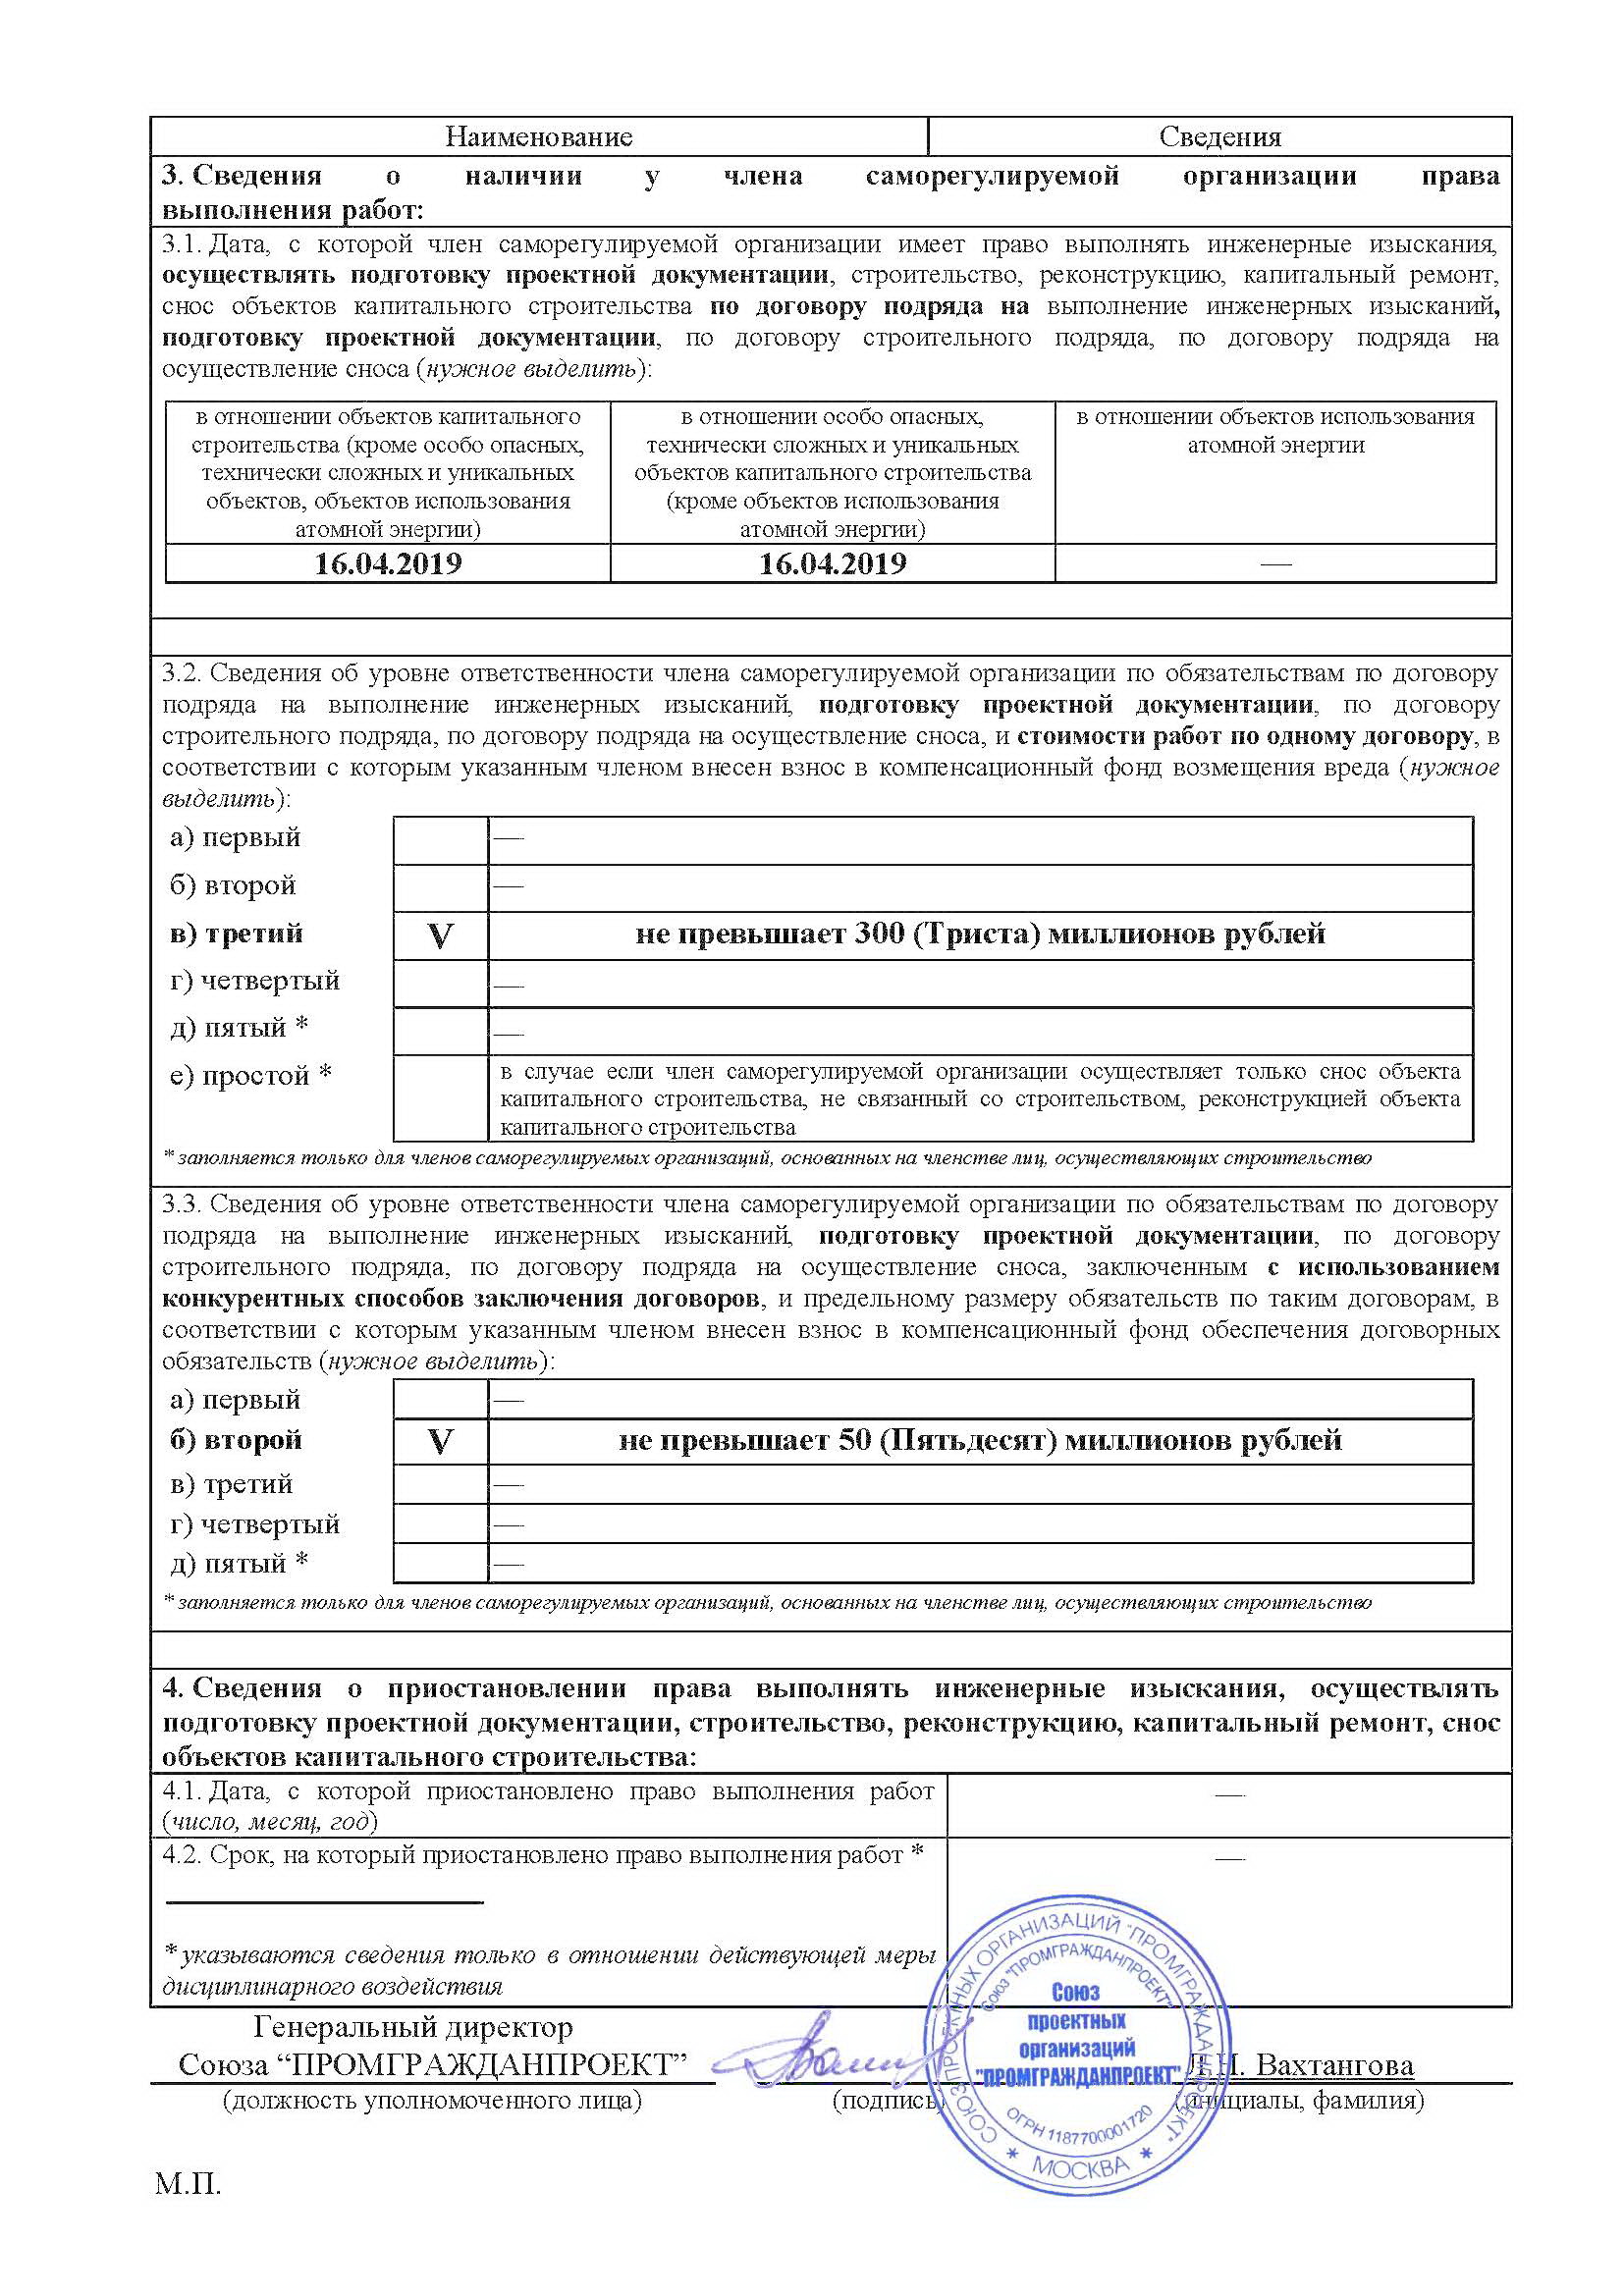 Наименование Сведения
3. Сведения о наличии у члена саморегулируемой организации права
выполнения работ:
3.1. Дата, с которой член саморегулируемой организации имеет право выполнять инженерные изыскания,
осуществлять подготовку проектной документации, строительство, реконструкцию, капитальный ремонт,
снос объектов капитального строительства по договору подряда на выполнение инженерных изысканий,
подготовку проектной документации, по договору строительного подряда, по договору подряда на
осуществление сноса (нужное выделить):
в отношении объектов капитального
строительства (кроме особо опасных,
технически сложных и уникальных
объектов, объектов использования
атомной энергии)
в отношении особо опасных,
технически сложных и уникальных
объектов капитального строительства
(кроме объектов использования
атомной энергии)
в отношении объектов использования
атомной энергии
16.04.2019 16.04.2019 —
3.2. Сведения об уровне ответственности члена саморегулируемой организации по обязательствам по договору
подряда на выполнение инженерных изысканий, подготовку проектной документации, по договору
строительного подряда, по договору подряда на осуществление сноса, и стоимости работ по одному договору, в
соответствии с которым указанным членом внесен взнос в компенсационный фонд возмещения вреда (нужное
выделить):
а) первый —
б) второй —
в) третий V не превышает 300 (Триста) миллионов рублей
г) четвертый —
д) пятый * —
е) простой *
в случае если член саморегулируемой организации осуществляет только снос объекта
капитального строительства, не связанный со строительством, реконструкцией объекта
капитального строительства
* заполняется только для членов саморегулируемых организаций, основанных на членстве лиц, осуществляющих строительство
3.3. Сведения об уровне ответственности члена саморегулируемой организации по обязательствам по договору
подряда на выполнение инженерных изысканий, подготовку проектной документации, по договору
строительного подряда, по договору подряда на осуществление сноса, заключенным с использованием
конкурентных способов заключения договоров, и предельному размеру обязательств по таким договорам, в
соответствии с которым указанным членом внесен взнос в компенсационный фонд обеспечения договорных
обязательств (нужное выделить):
а) первый —
б) второй V не превышает 50 (Пятьдесят) миллионов рублей
в) третий —
г) четвертый —
д) пятый * —
* заполняется только для членов саморегулируемых организаций, основанных на членстве лиц, осуществляющих строительство
4. Сведения о приостановлении права выполнять инженерные изыскания, осуществлять
подготовку проектной документации, строительство, реконструкцию, капитальный ремонт, снос
объектов капитального строительства:
4.1. Дата, с которой приостановлено право выполнения работ —
(число, месяц, год)
4.2. Срок, на который приостановлено право выполнения работ * —
* указываются сведения только в отношении действующей меры
дисциплинарного воздействия
Генеральный директор
Союза “ПРОМГРАЖДАНПРОЕКТ”
Вахтангова
(должность уполномоченного лица) (подпись) (инициалы, фамилия)
СОЮЗ ПРОЕКТНЫХ ОРГАНИЗАЦИЙ "ПРОМГРАЖДАНПРОЕКТ"
Союз "ПРОМГРАЖДАНПРОЕКТ"
Союз
проектных
организаций
"ПРОМГРАЖДАНПРОЕКТ"
ОГРН 1187700001720
* МОСКВА *
М.П.